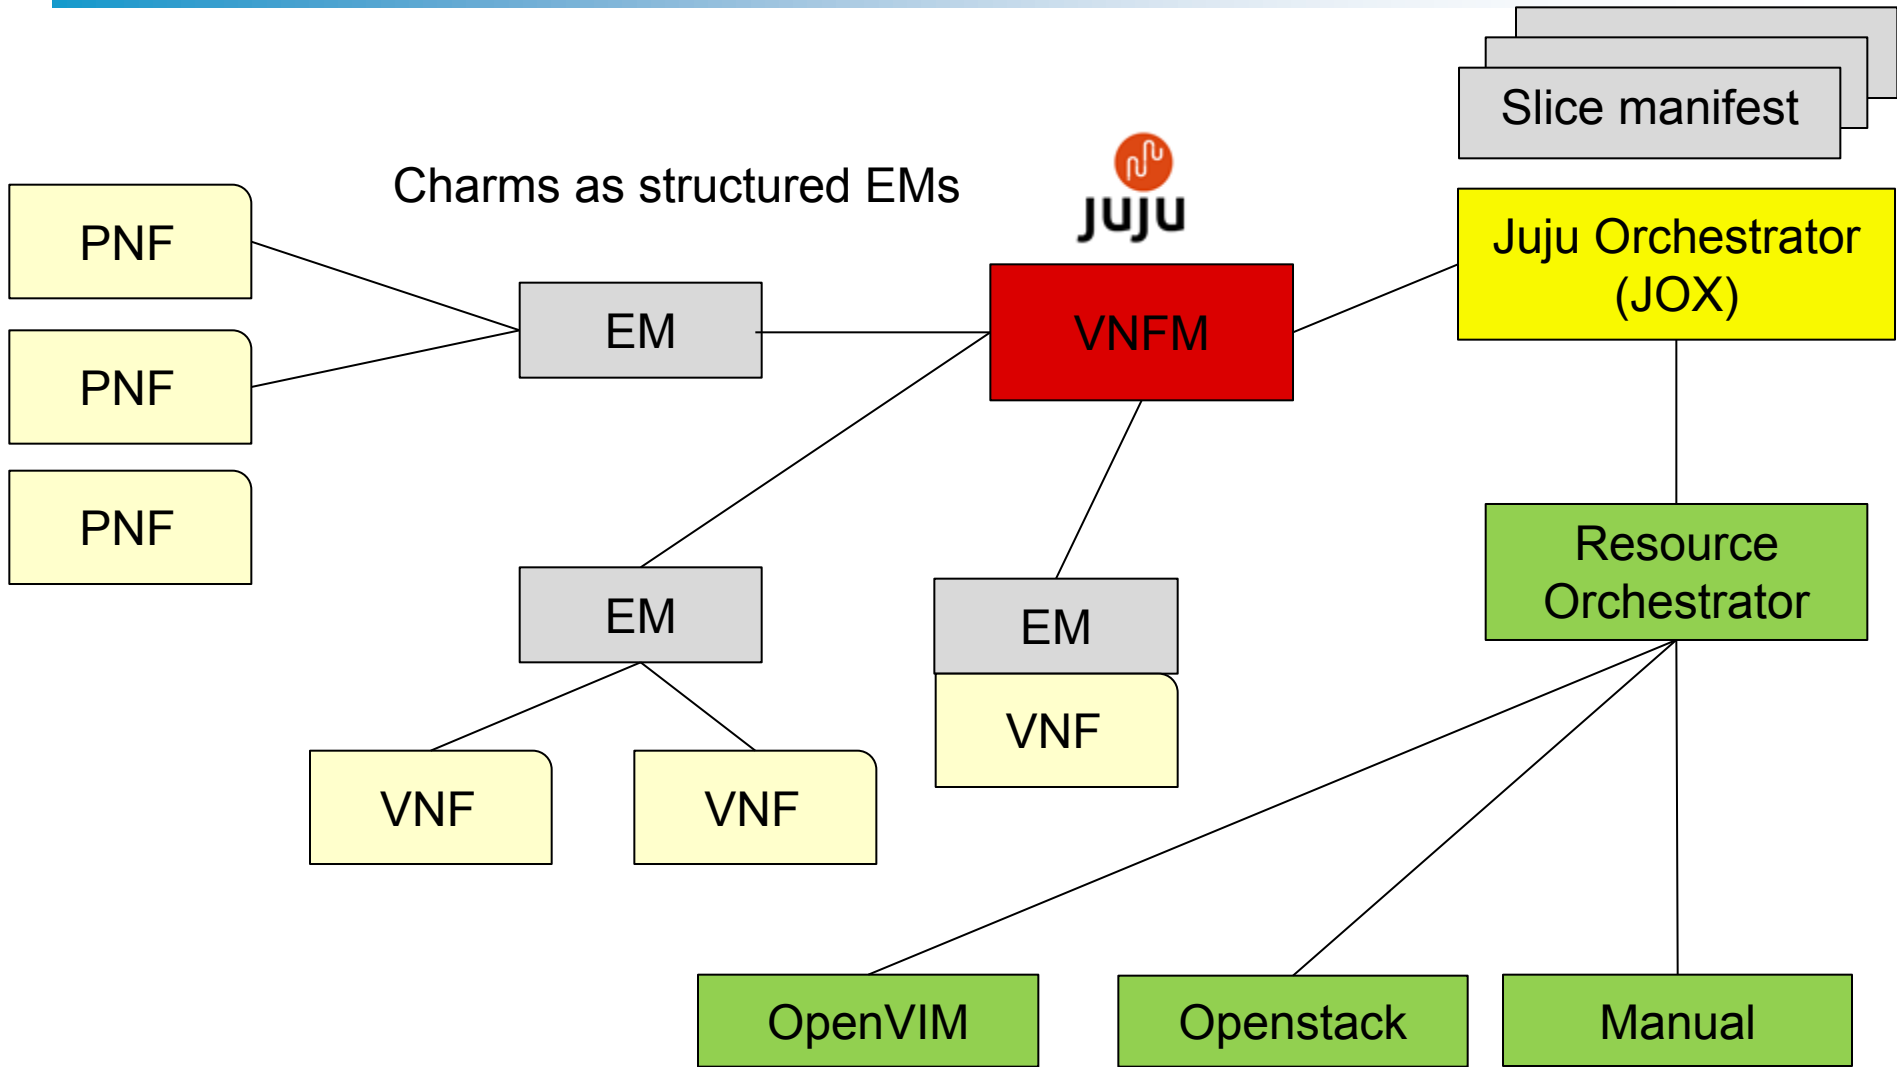 Slice manifest
Charms as structured EMs
juju
PNF
Juju Orchestrator
(JOX)
EM
VNFM
PNF
PNF
Resource
Orchestrator
EM
EM
VNF
VNF
VNF
OpenVIM
Openstack
Manual